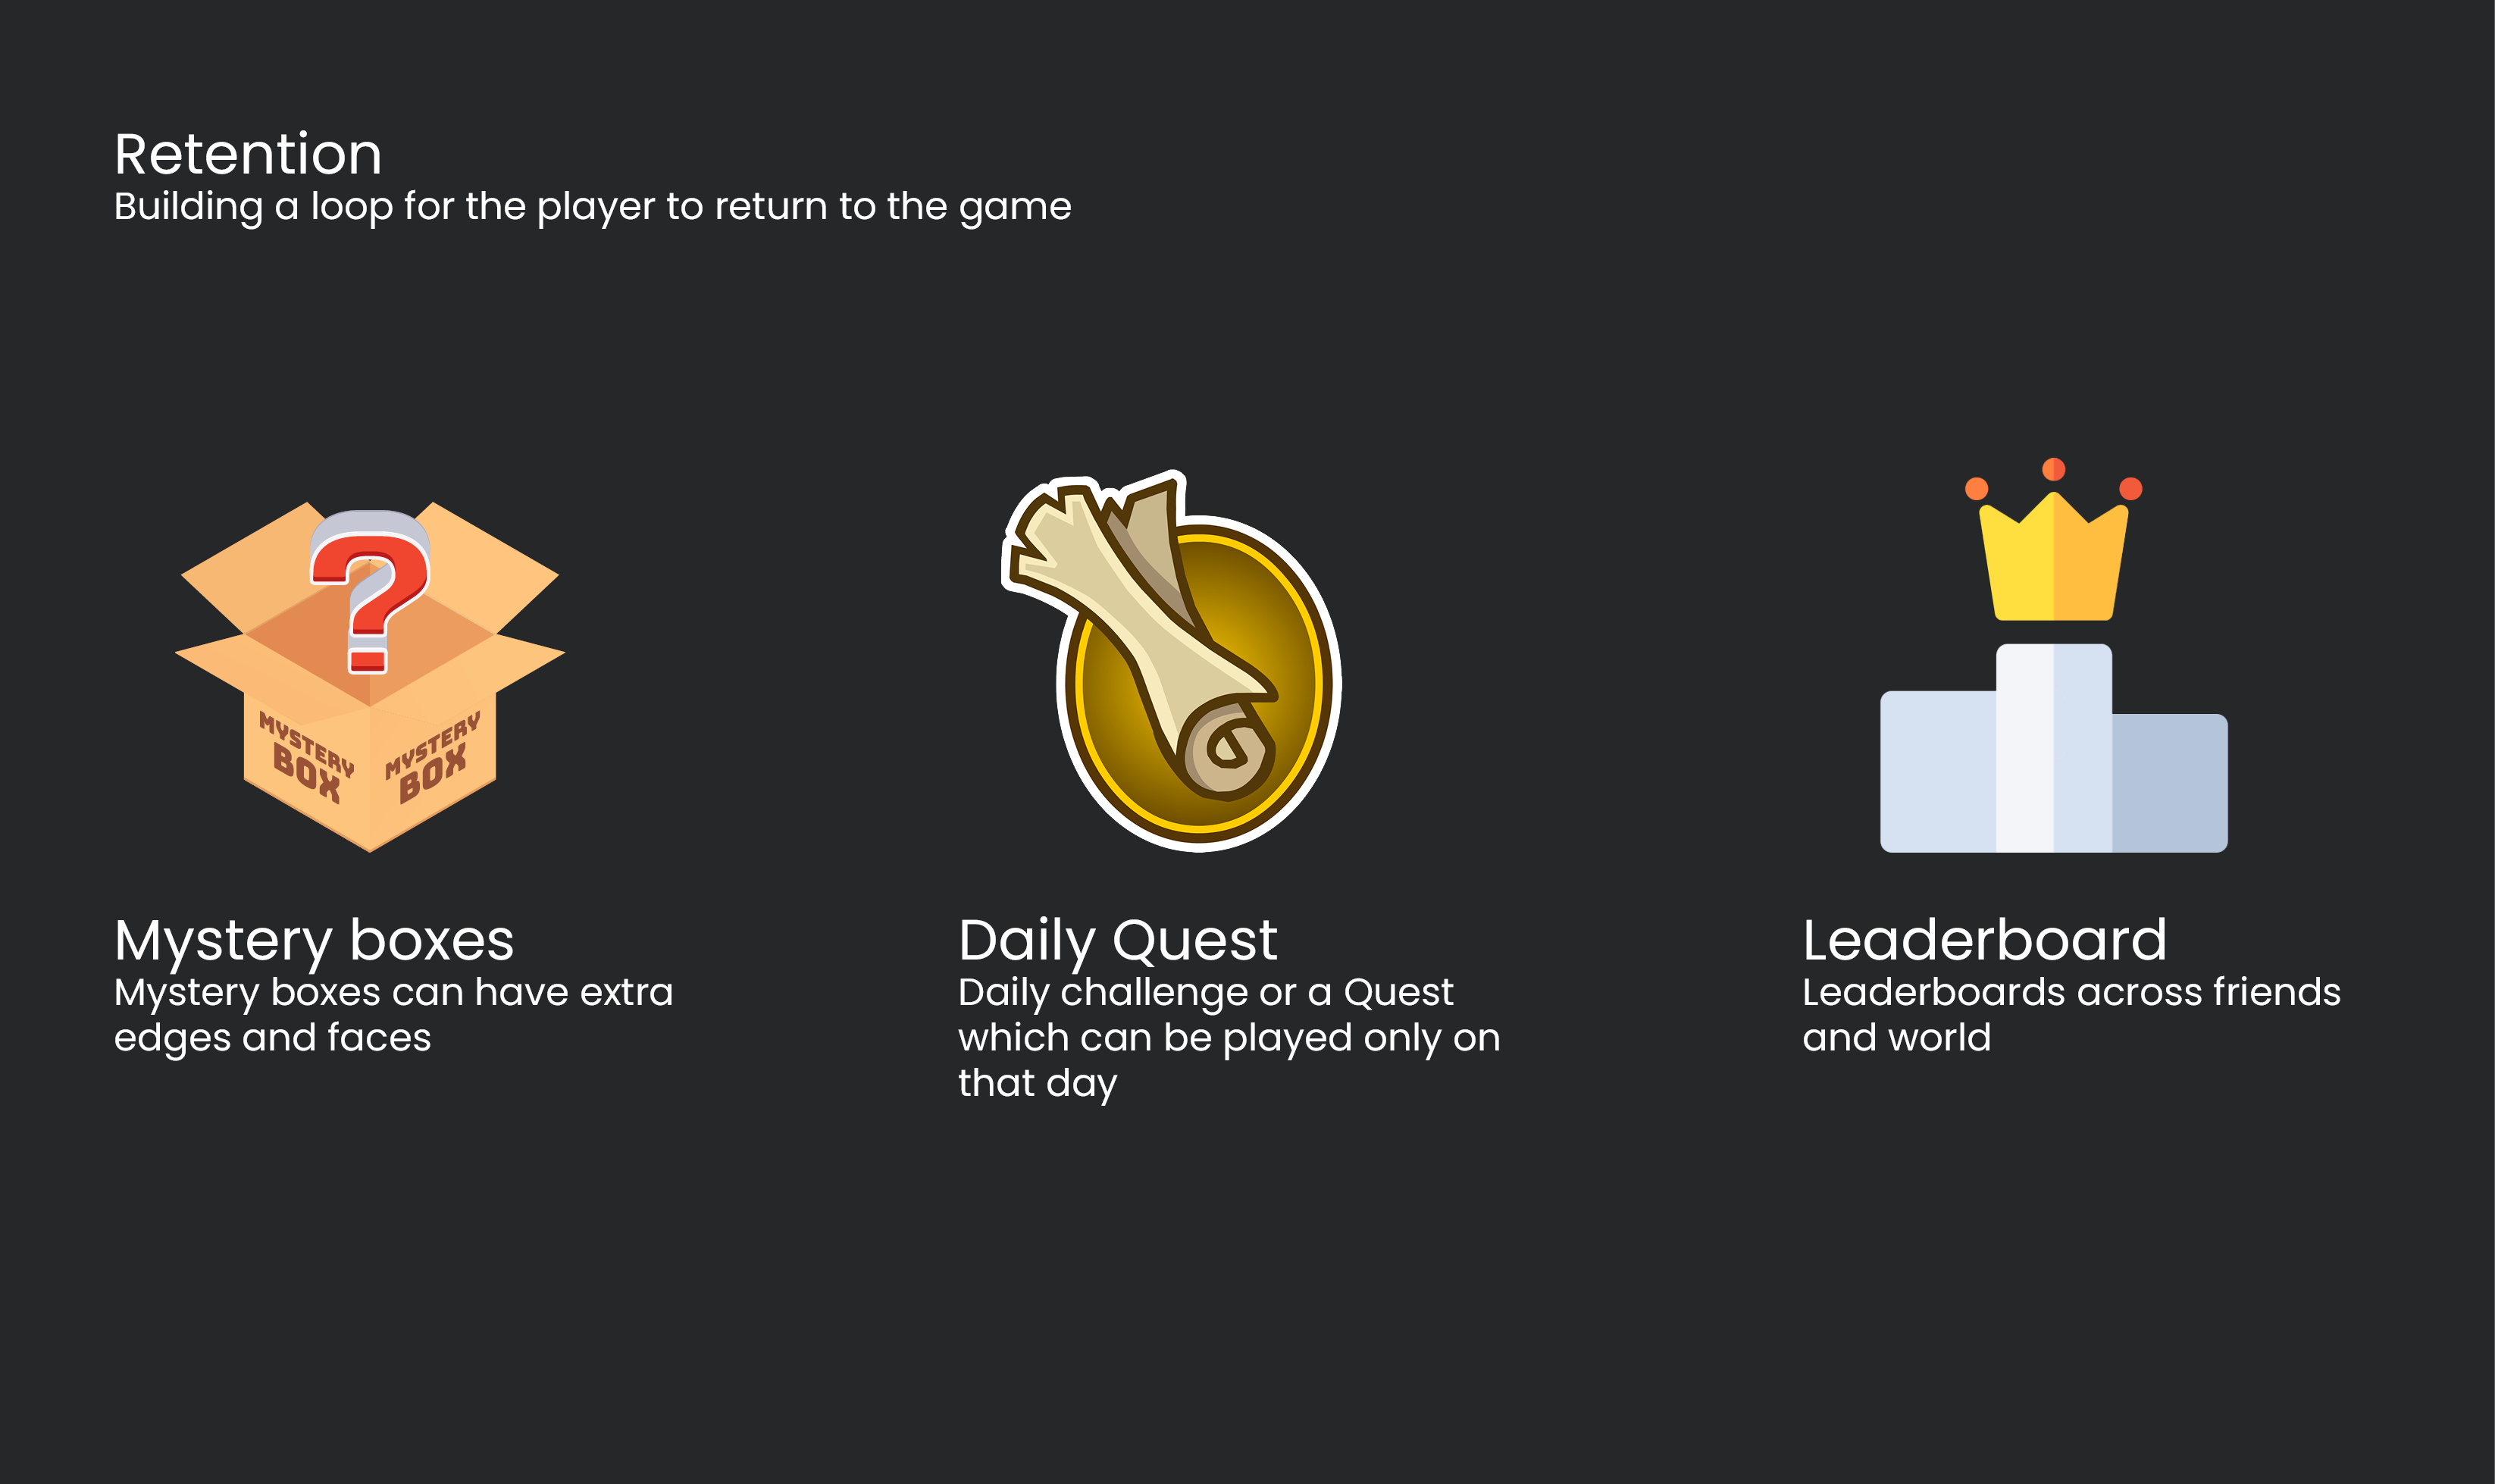 Retention
Building a loop for the player to return to the game
MYSTERY
BOX
MYSTERY
BOX
Mystery boxes
Mystery boxes can have extra
edges and faces
Daily Quest
Daily challenge or a Quest
which can be played only on
that day
Leaderboard
Leaderboards across friends
and world